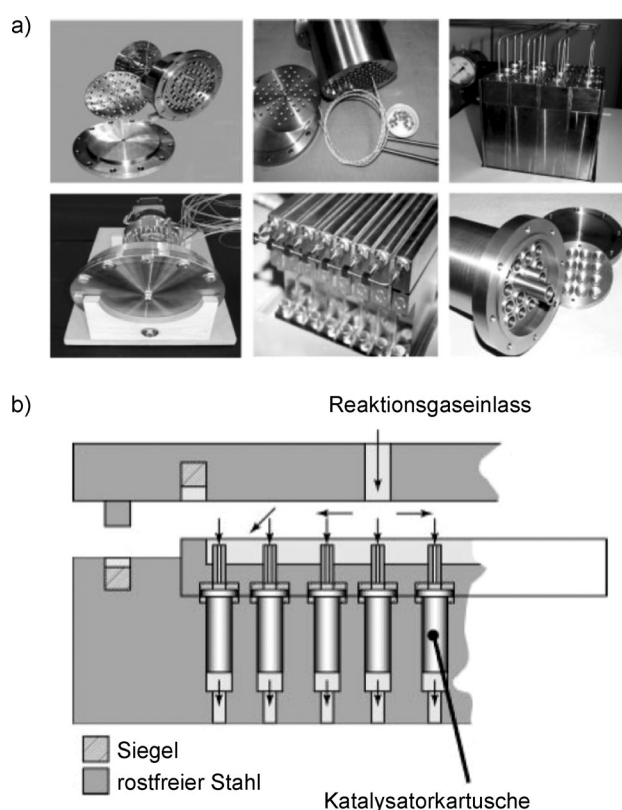 a)
b)
Reaktionsgaseinlass
Siegel
rostfreier Stahl
Katalysatorkartusche